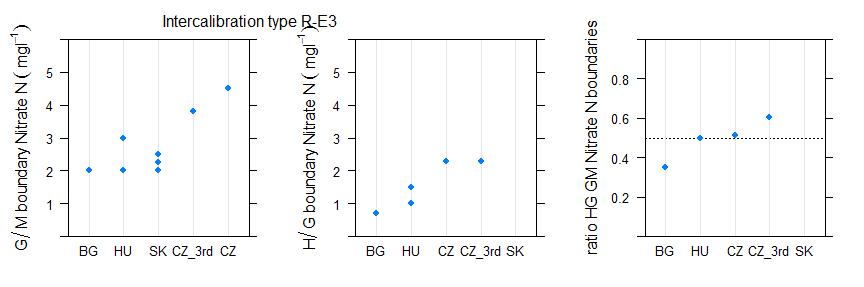 Intercalibration type R-E3
G/ M boundary Nitrate N ( mgl⁻¹)
5
4
3
2
1
BG HU SK CZ_3rd CZ
H/ G boundary Nitrate N ( mgl⁻¹)
5
4
3
2
1
BG HU CZ CZ_3rd SK
ratio HG GM Nitrate N boundaries
0.8
0.6
0.4
0.2
BG HU CZ CZ_3rd SK